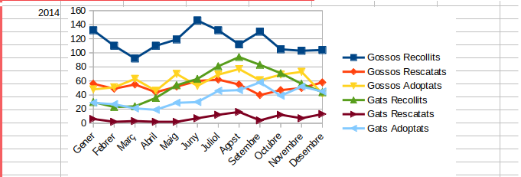 2014
160
140
120
100
80
60
40
20
0
Gener
Febrer
Març
Abril
Maig
Juny
Juliol
Agost
Setembre
Octubre
Novembre
Desembre
Gossos Recollits
Gossos Rescatats
Gossos Adoptats
Gats Recollits
Gats Rescatats
Gats Adoptats